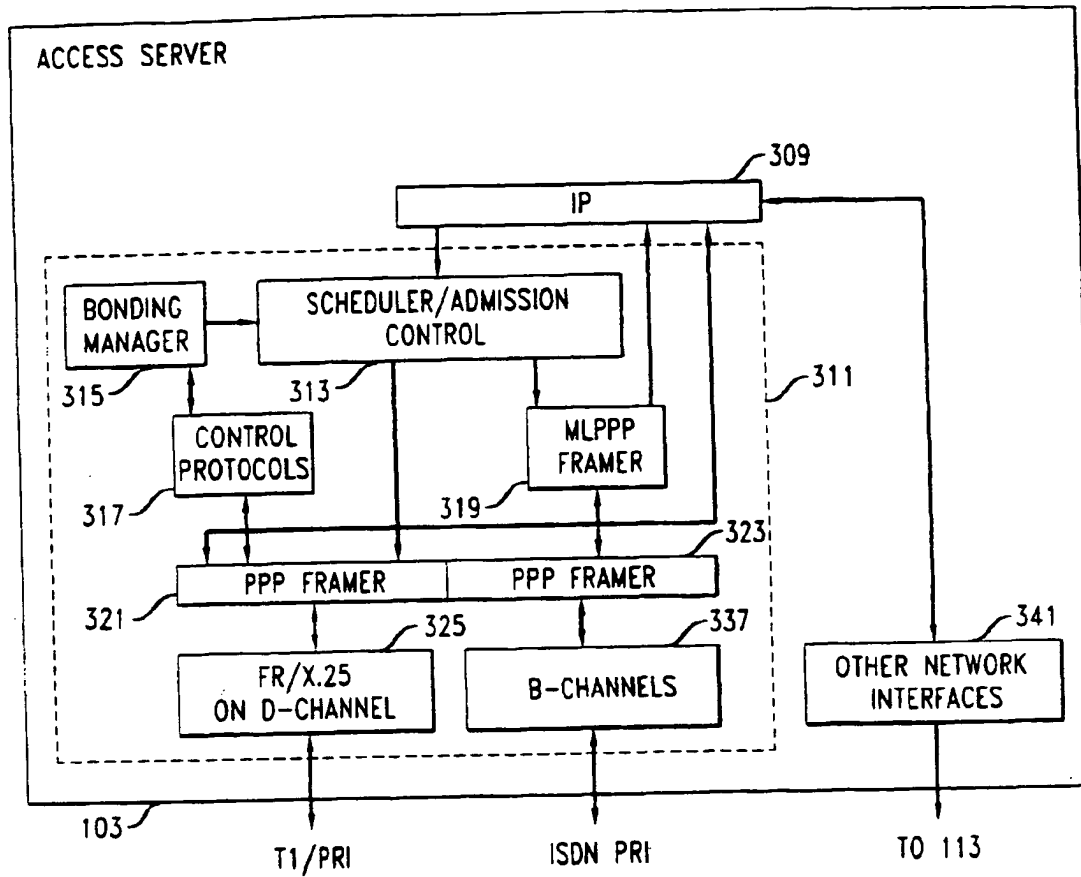 ACCESS SERVER
309
IP
BONDING
MANAGER
SCHEDULER/ADMISSION
CONTROL
315
313
311
CONTROL
PROTOCOLS
MLPPP
FRAMER
317
319
323
PPP FRAMER
PPP FRAMER
321
325
337
341
FR/X.25
ON D-CHANNEL
B-CHANNELS
OTHER NETWORK
INTERFACES
103
T1/PRI
ISDN PRI
TO 113